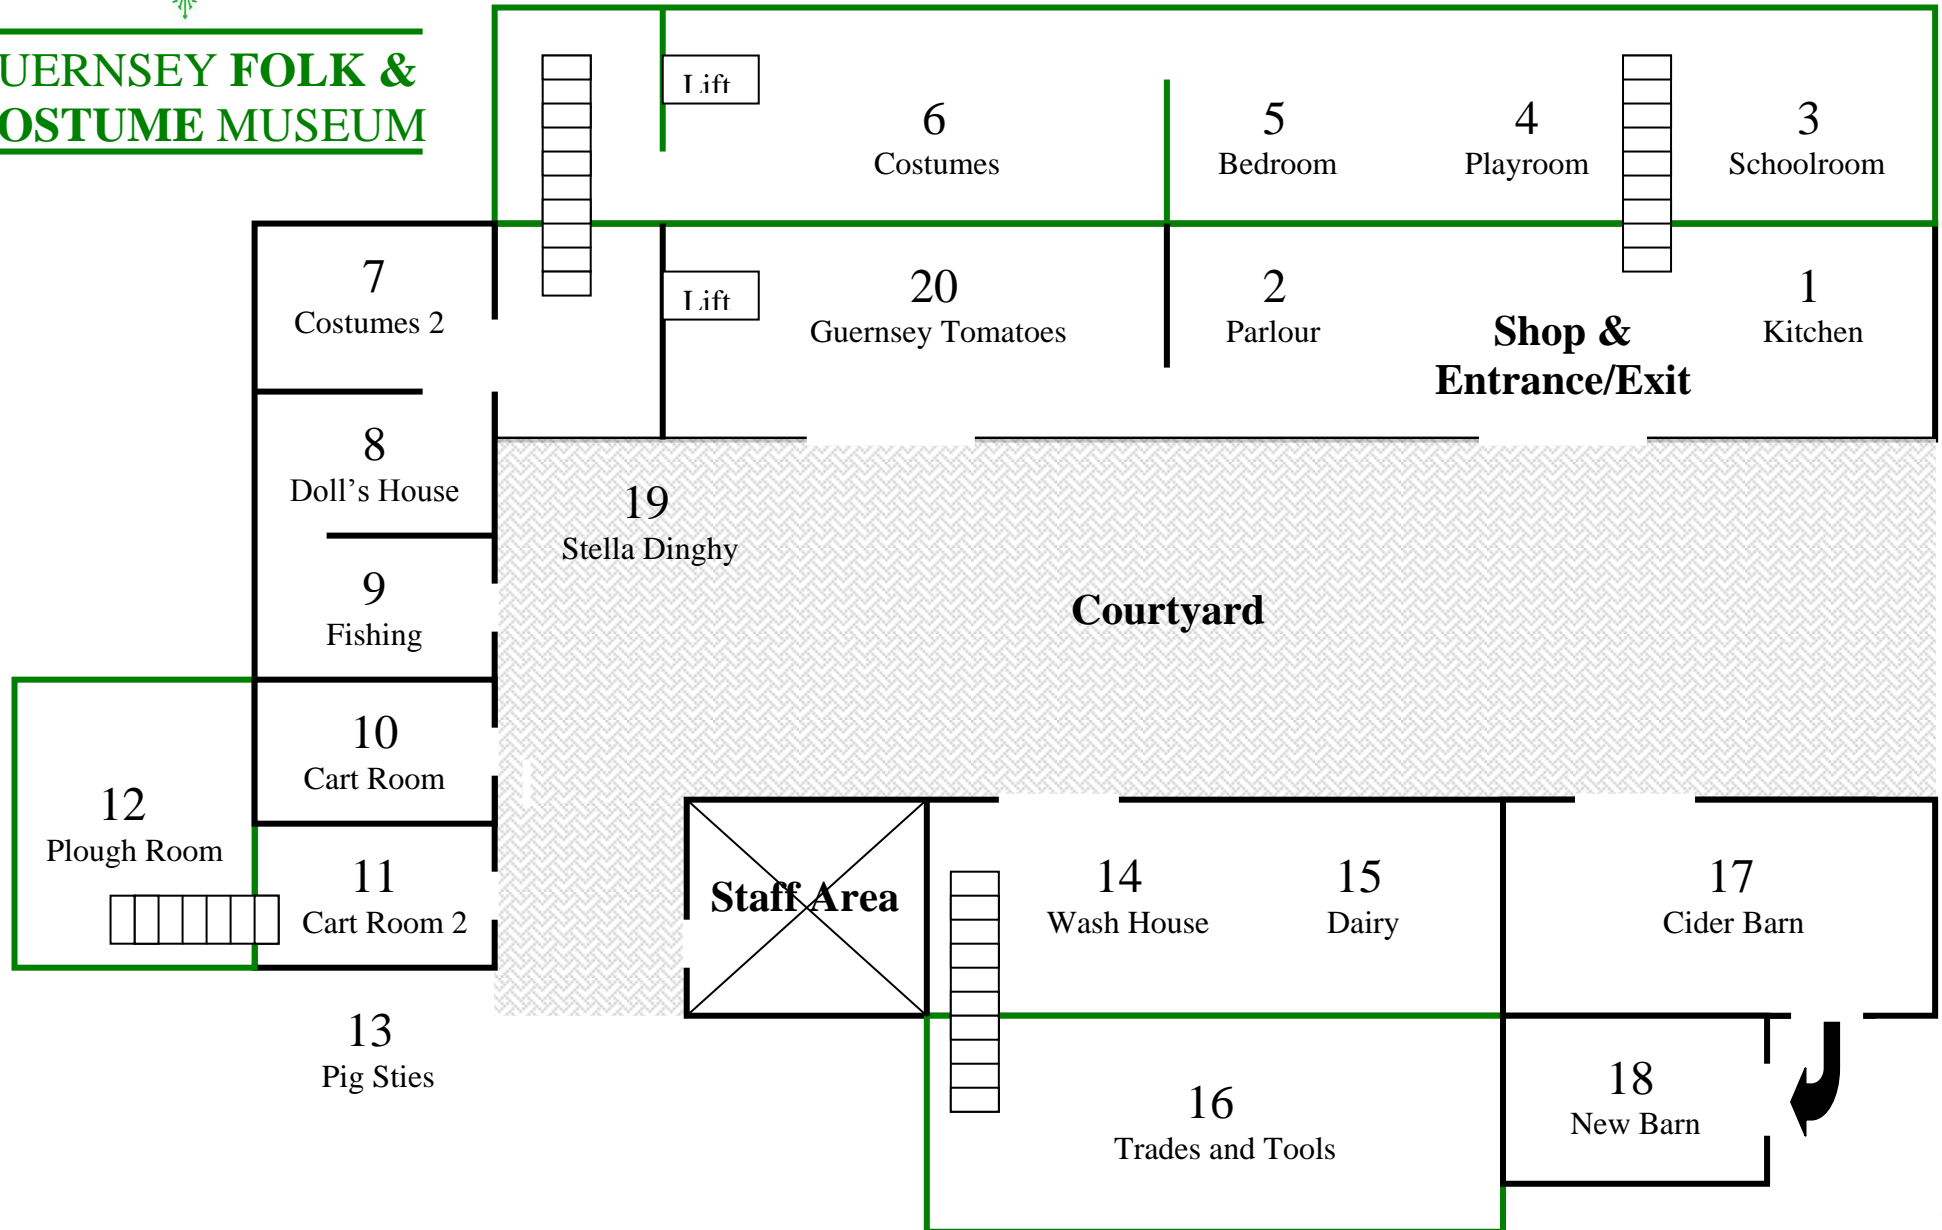 UERNSEY FOLK &
OSTUME MUSEUM
Lift
6
Costumes
5
Bedroom
4
Playroom
3
Schoolroom
7
Costumes 2
Lift
20
Guernsey Tomatoes
2
Parlour
Shop &
Entrance/Exit
1
Kitchen
8
Doll’s House
19
Stella Dinghy
9
Fishing
Courtyard
10
Cart Room
12
Plough Room
11
Cart Room 2
Staff Area
14
Wash House
15
Dairy
17
Cider Barn
13
Pig Sties
16
Trades and Tools
18
New Barn